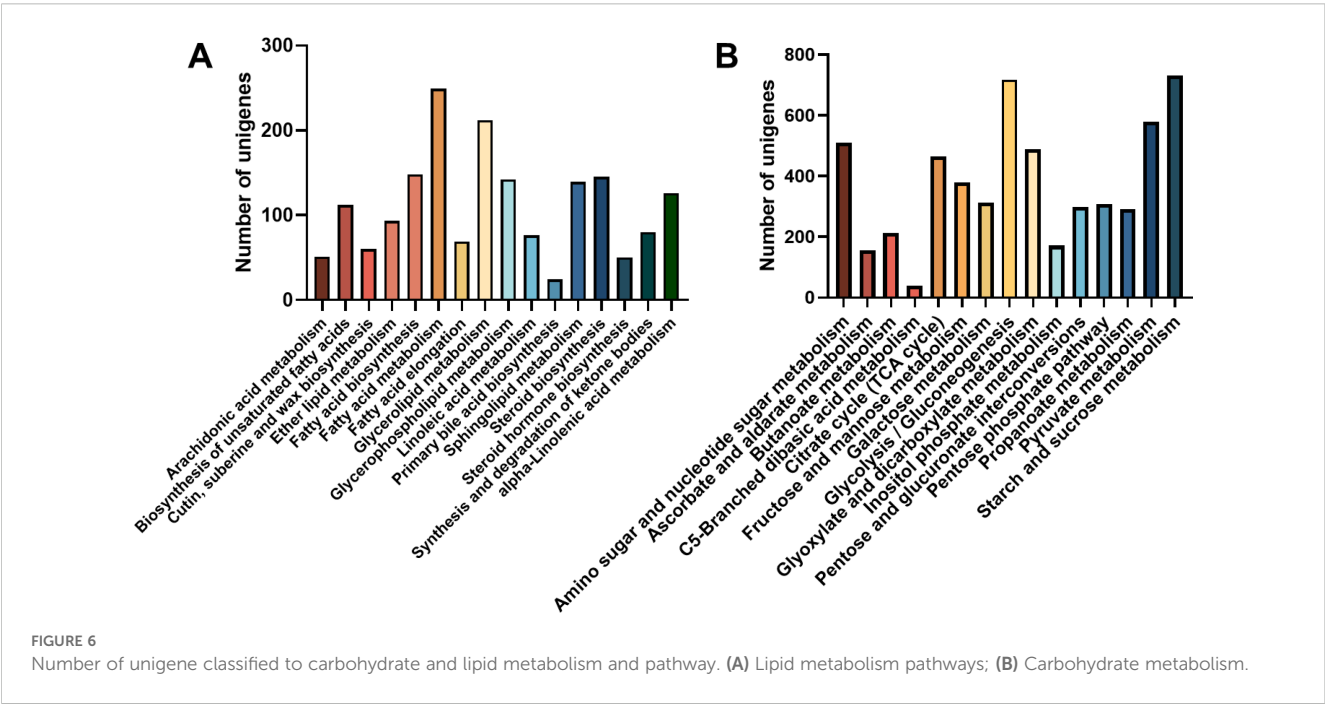 A
Number of unigenes
300
200
100
0
Arachidonic acid metabolism
Biosynthesis of unsaturated fatty acids
Cutin, suberine and wax biosynthesis
Ether lipid metabolism
Fatty acid biosynthesis
Fatty acid metabolism
Fatty acid elongation
Glycerolipid metabolism
Glycerophospholipid metabolism
Linoleic acid metabolism
Primary bile acid biosynthesis
Sphingolipid metabolism
Steroid biosynthesis
Steroid hormone biosynthesis
Synthesis and degradation of ketone bodies
alpha-Linolenic acid metabolism
B
Number of unigenes
800
600
400
200
0
Amino sugar and nucleotide sugar metabolism
Ascorbate and aldarate metabolism
Butanoate metabolism
C5-Branched dibasic acid metabolism
Citrate cycle (TCA cycle)
Fructose and mannose metabolism
Galactose metabolism
Glycolysis / Gluconeogenesis
Glyoxylate and dicarboxylate metabolism
Inositol phosphate metabolism
Pentose and glucuronate interconversions
Pentose phosphate pathway
Propanoate metabolism
Pyruvate metabolism
Starch and sucrose metabolism
FIGURE 6
Number of unigene classified to carbohydrate and lipid metabolism and pathway. (A) Lipid metabolism pathways; (B) Carbohydrate metabolism.